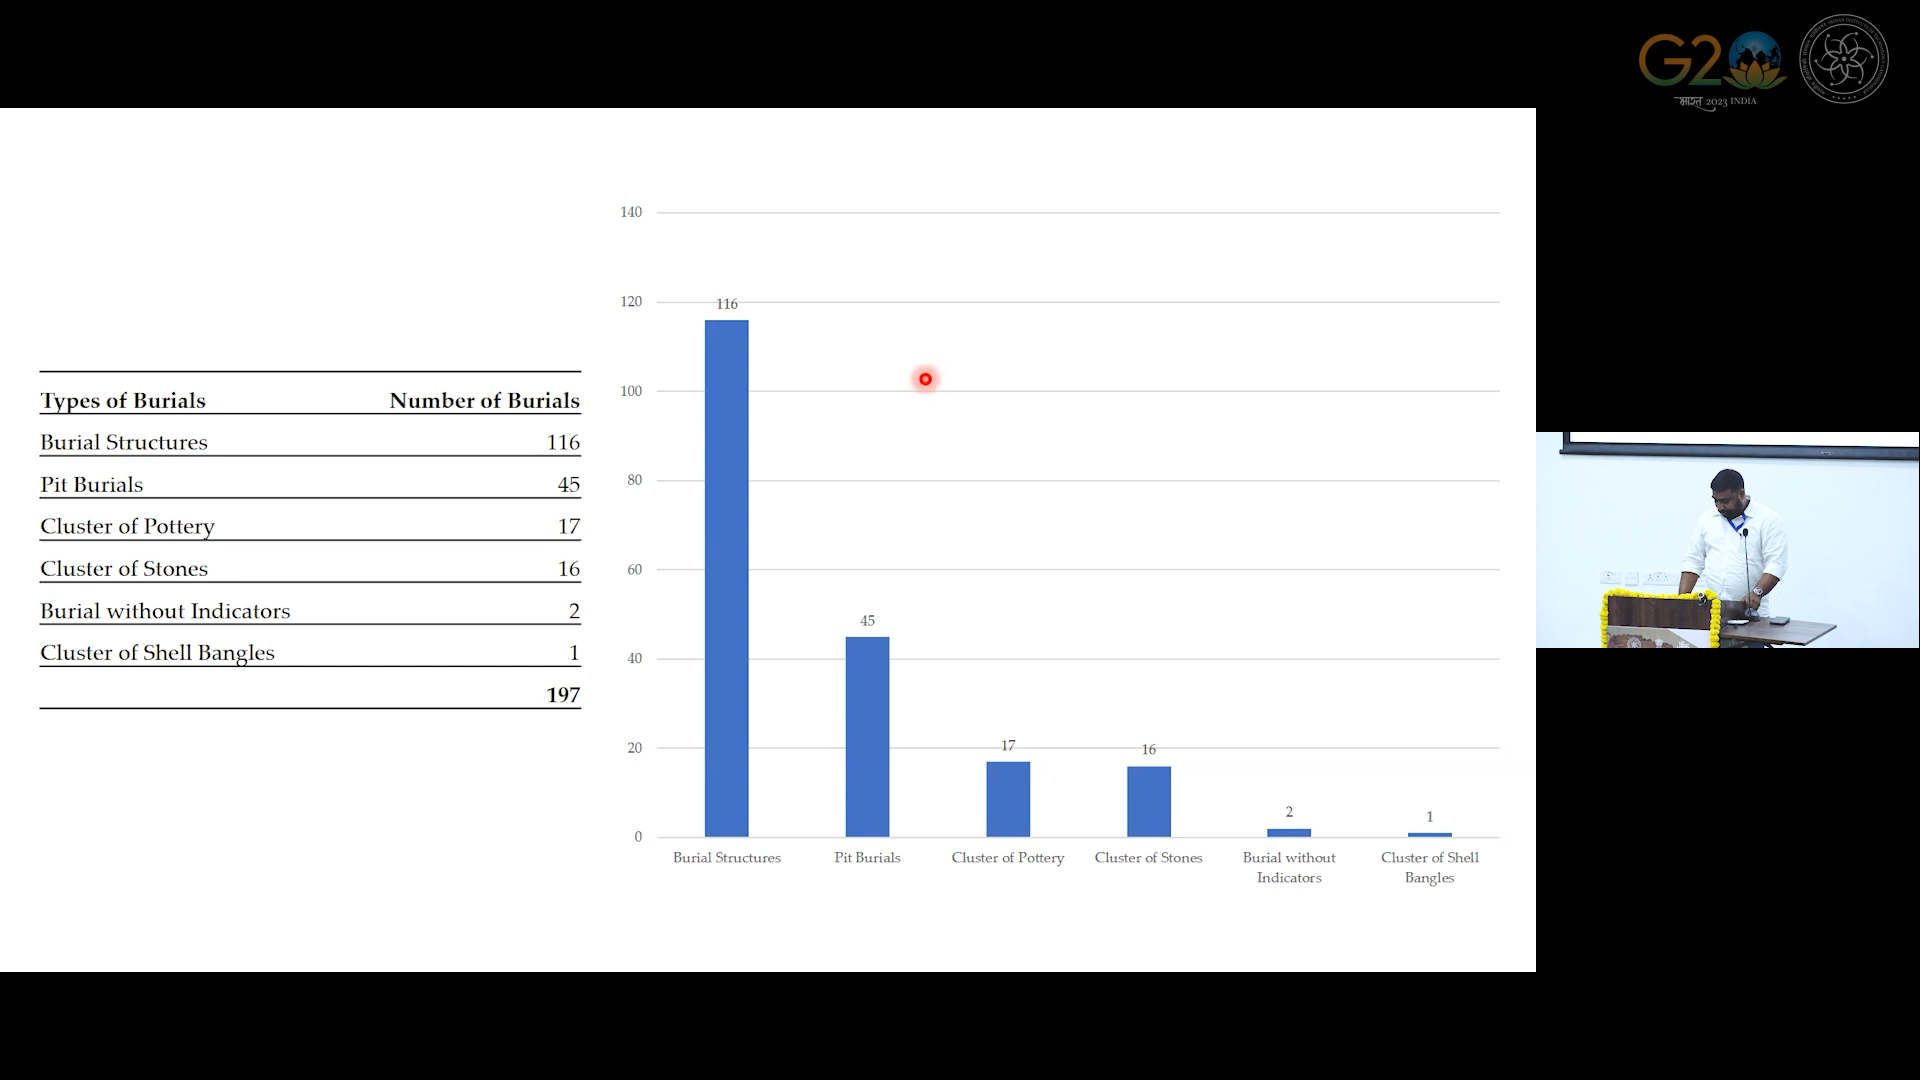 G20
भारत 2023 INDIA
Types of Burials Number of Burials
Burial Structures 116
Pit Burials 45
Cluster of Pottery 17
Cluster of Stones 16
Burial without Indicators 2
Cluster of Shell Bangles 1
197
140
120
100
80
60
40
20
0
116
45
17
16
2
1
Burial Structures
Pit Burials
Cluster of Pottery
Cluster of Stones
Burial without
Indicators
Cluster of Shell
Bangles